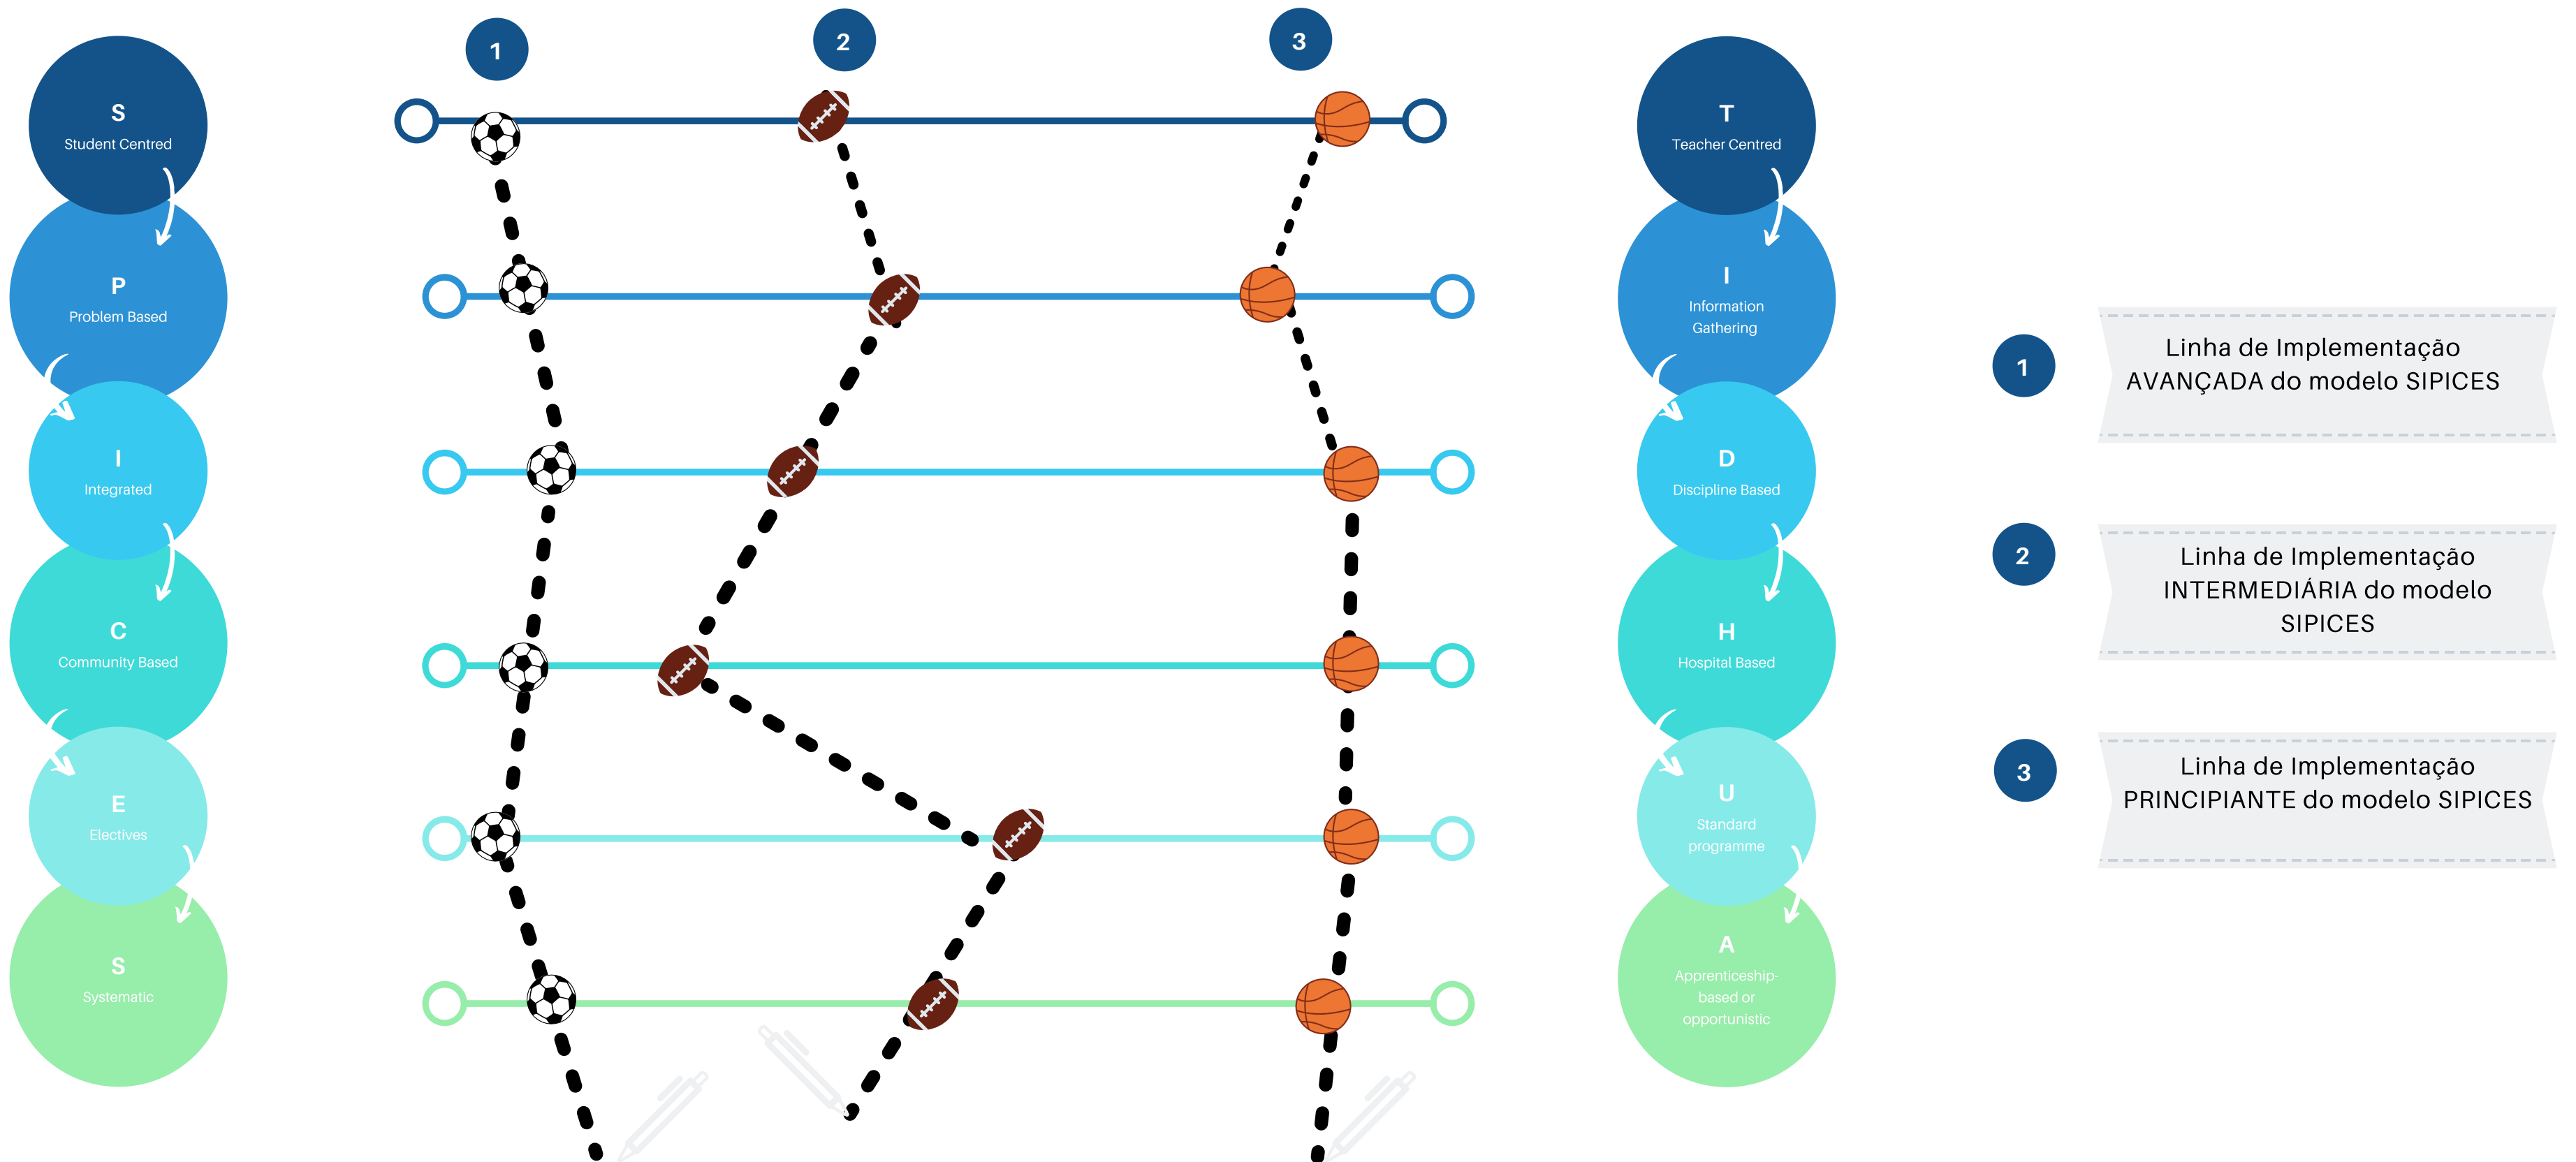 S
Student Centred
P
Problem Based
I
Integrated
C
Community Based
E
Electives
S
Systematic
1
2
3
T
Teacher Centred
I
Information
Gathering
D
Discipline Based
H
Hospital Based
U
Standard
programme
A
Apprenticeship-
based or
opportunistic
1
Linha de Implementação
AVANÇADA do modelo SIPICES
2
Linha de Implementação
INTERMEDIÁRIA do modelo
SIPICES
3
Linha de Implementação
PRINCIPIANTE do modelo SIPICES